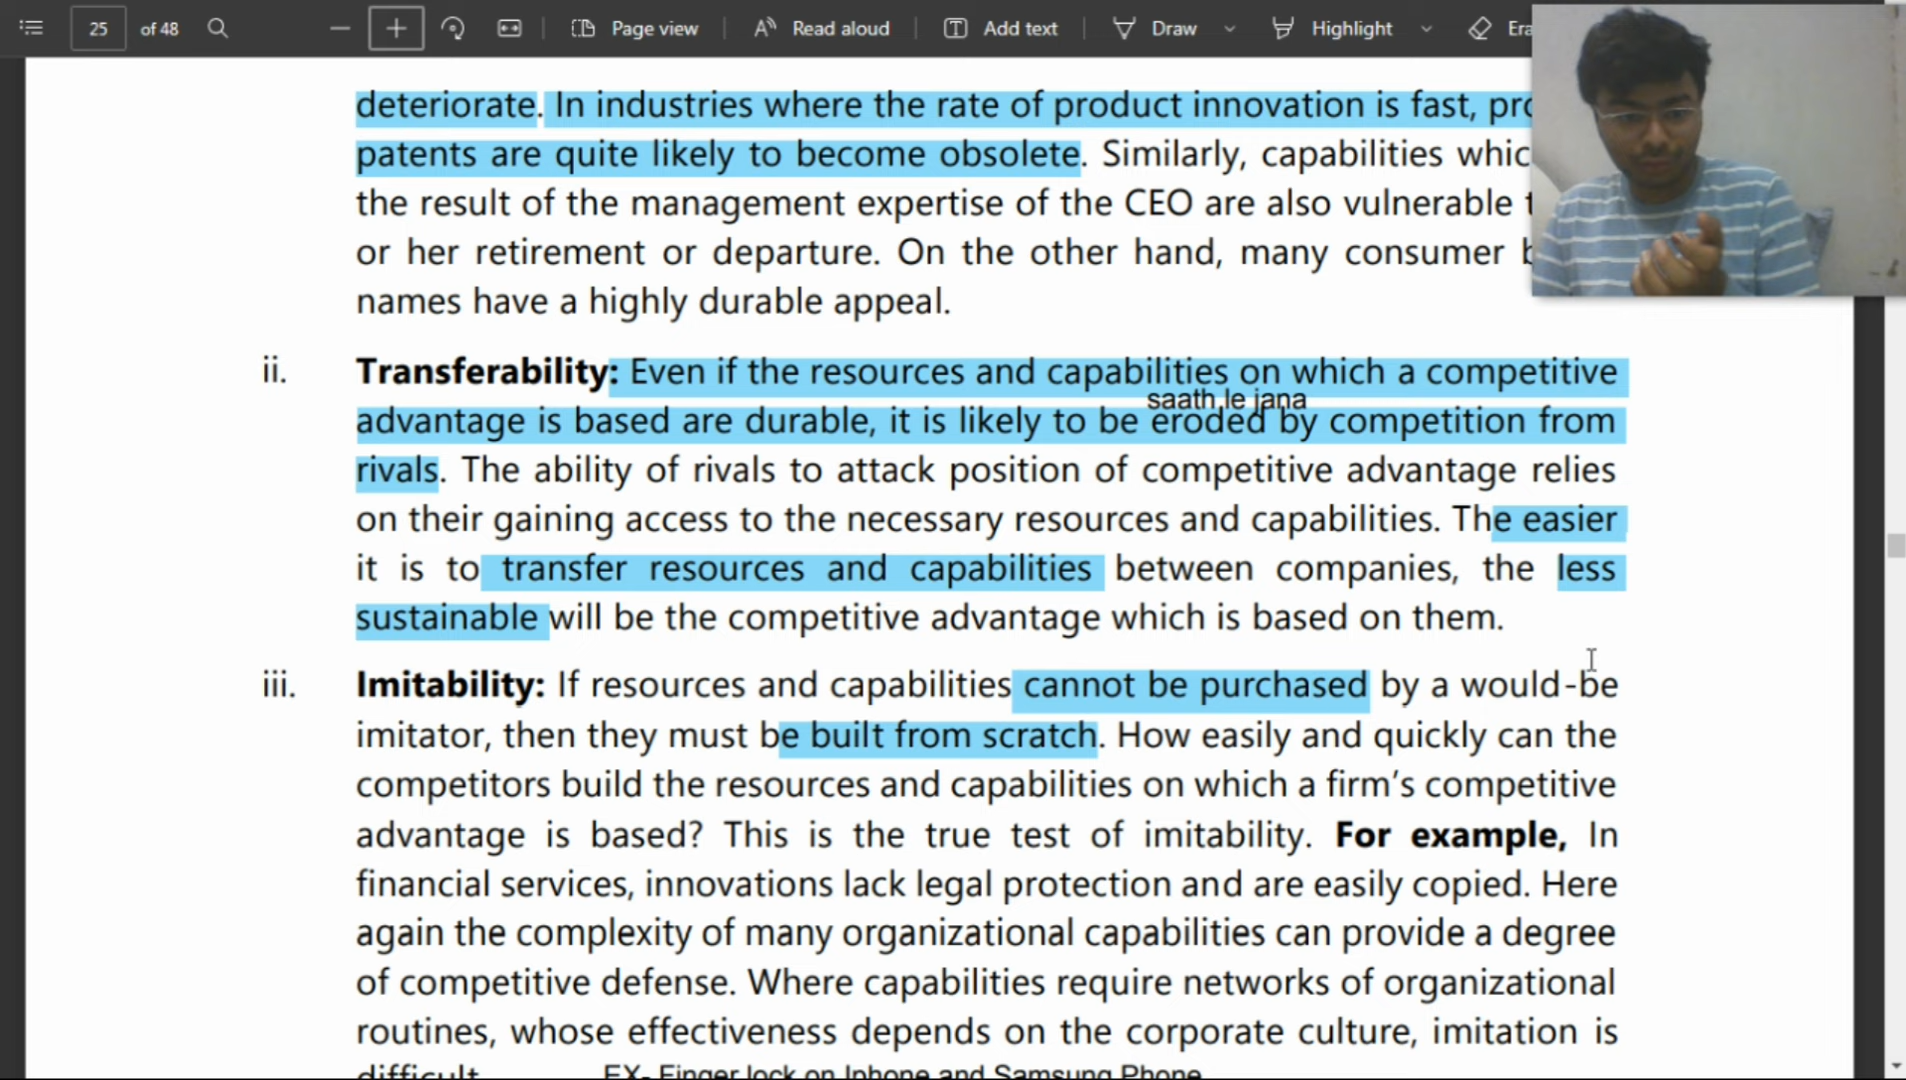 25 of 48 Page view Read aloud Add text Draw Highlight
deteriorate. In industries where the rate of product innovation is fast,
patents are quite likely to become obsolete. Similarly, capabilities
the result of the management expertise of the CEO are also vulnerable
or her retirement or departure. On the other hand, many consumer
names have a highly durable appeal.
ii. Transferability: Even if the resources and capabilities on which a competitive
saath le jana
advantage is based are durable, it is likely to be eroded by competition from
rivals. The ability of rivals to attack position of competitive advantage relies
on their gaining access to the necessary resources and capabilities. The easier
it is to transfer resources and capabilities between companies, the less
sustainable will be the competitive advantage which is based on them.
iii. Imitability: If resources and capabilities cannot be purchased by a would-be
imitator, then they must be built from scratch. How easily and quickly can the
competitors build the resources and capabilities on which a firm's competitive
advantage is based? This is the true test of imitability. For example, In
financial services, innovations lack legal protection and are easily copied. Here
again the complexity of many organizational capabilities can provide a degree
of competitive defense. Where capabilities require networks of organizational
routines, whose effectiveness depends on the corporate culture, imitation is
difficult. EX- Finger lock on Iphone and Samsung Phone